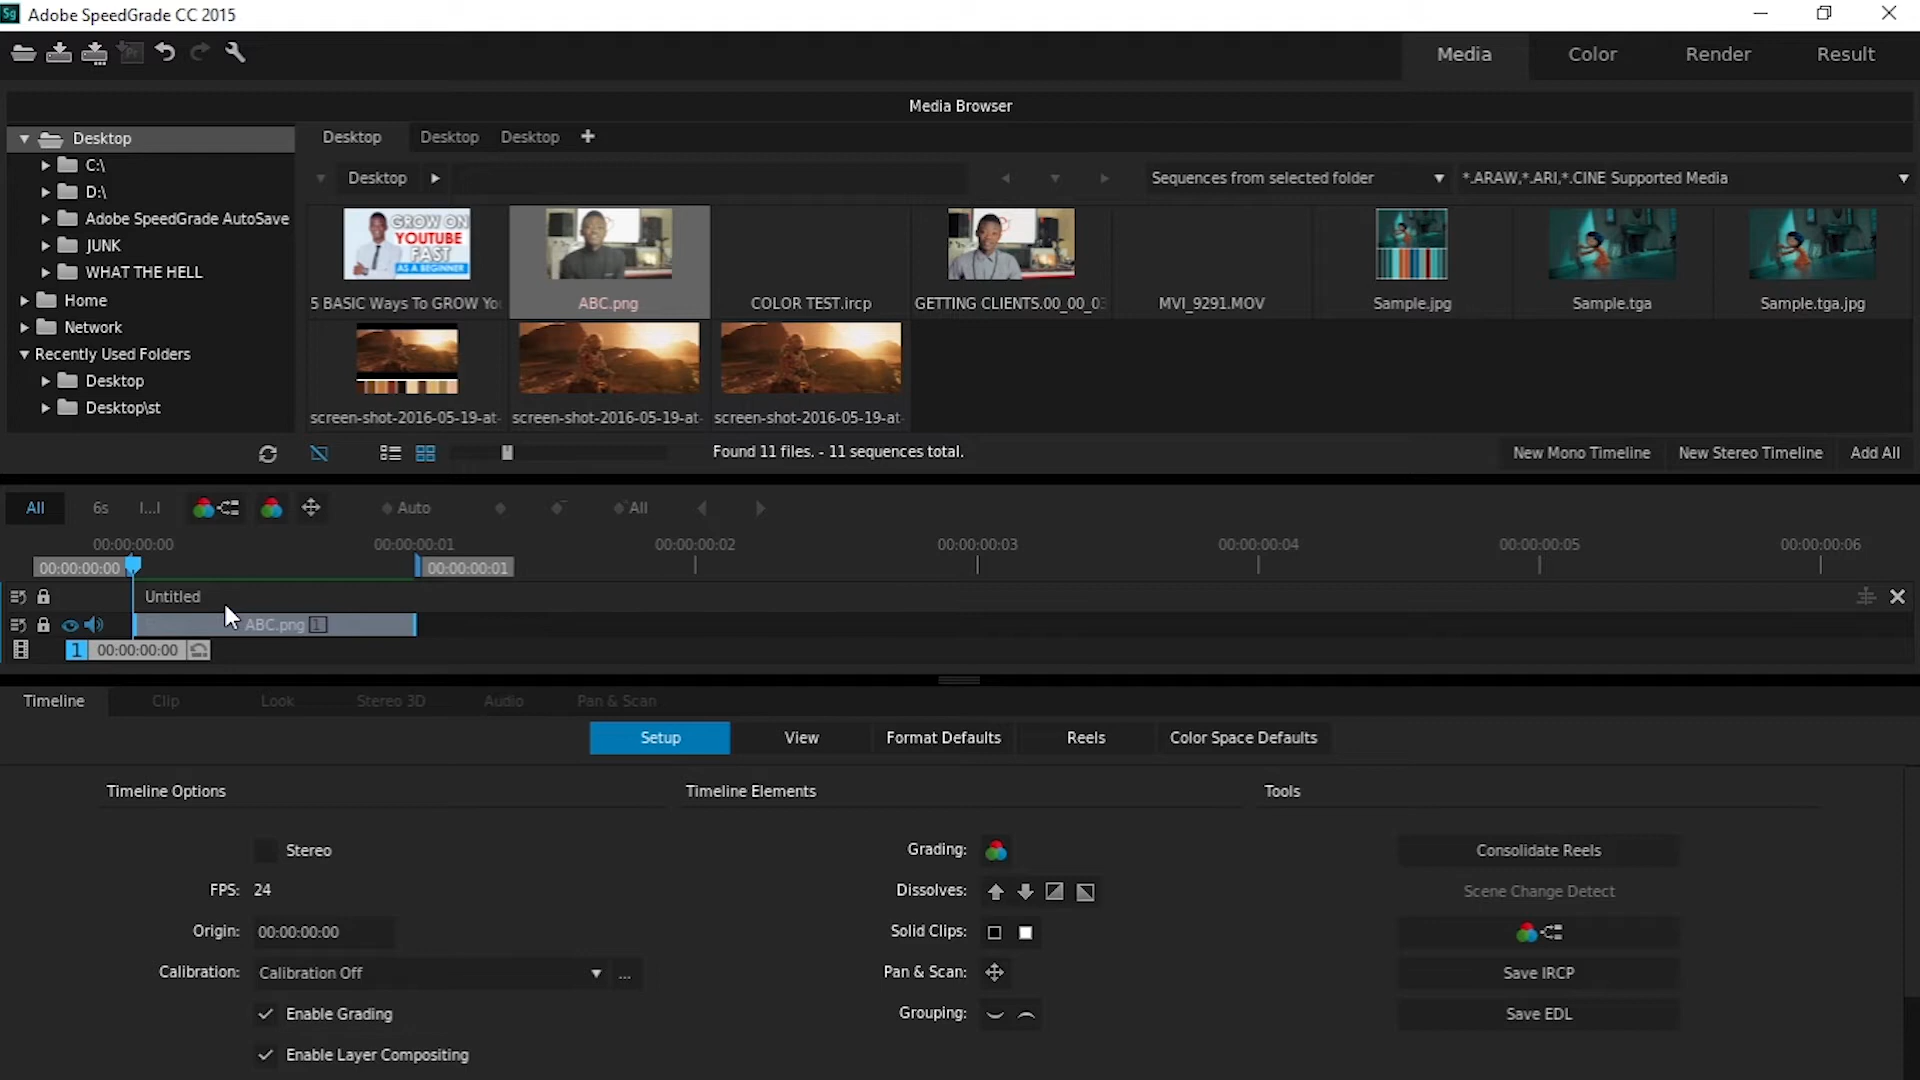 Adobe SpeedGrade CC 2015
Media Color Render Result
Media Browser
Desktop
C:\
D:\
Adobe SpeedGrade AutoSave
JUNK
WHAT THE HELL
Home
Network
Recently Used Folders
Desktop
Desktop\st
Desktop Desktop Desktop
Desktop Sequences from selected folder *.ARAW,*.ARI,*.CINE Supported Media
GROW ON
YOUTUBE
FAST
AS A BEGINNER
5 BASIC Ways To GROW Yo ABC.png COLOR TEST.ircp GETTING CLIENTS.00_00_03 MVI_9291.MOV Sample.jpg Sample.tga Sample.tga.jpg
screen-shot-2016-05-19-at- screen-shot-2016-05-19-at- screen-shot-2016-05-19-at-
Found 11 files. - 11 sequences total. New Mono Timeline New Stereo Timeline Add All
All 6s I...I Auto All
00:00:00:00 00:00:00:01 00:00:00:02 00:00:00:03 00:00:00:04 00:00:00:05 00:00:00:06
00:00:00:00 00:00:00:01
Untitled
ABC.png 1
1 00:00:00:00
Timeline Clip Look Stereo 3D Audio Pan & Scan
Setup View Format Defaults Reels Color Space Defaults
Timeline Options
Stereo
FPS: 24
Origin: 00:00:00:00
Calibration: Calibration Off ...
Enable Grading
Enable Layer Compositing
Timeline Elements
Grading:
Dissolves:
Solid Clips:
Pan & Scan:
Grouping:
Tools
Consolidate Reels
Scene Change Detect
Save IRCP
Save EDL